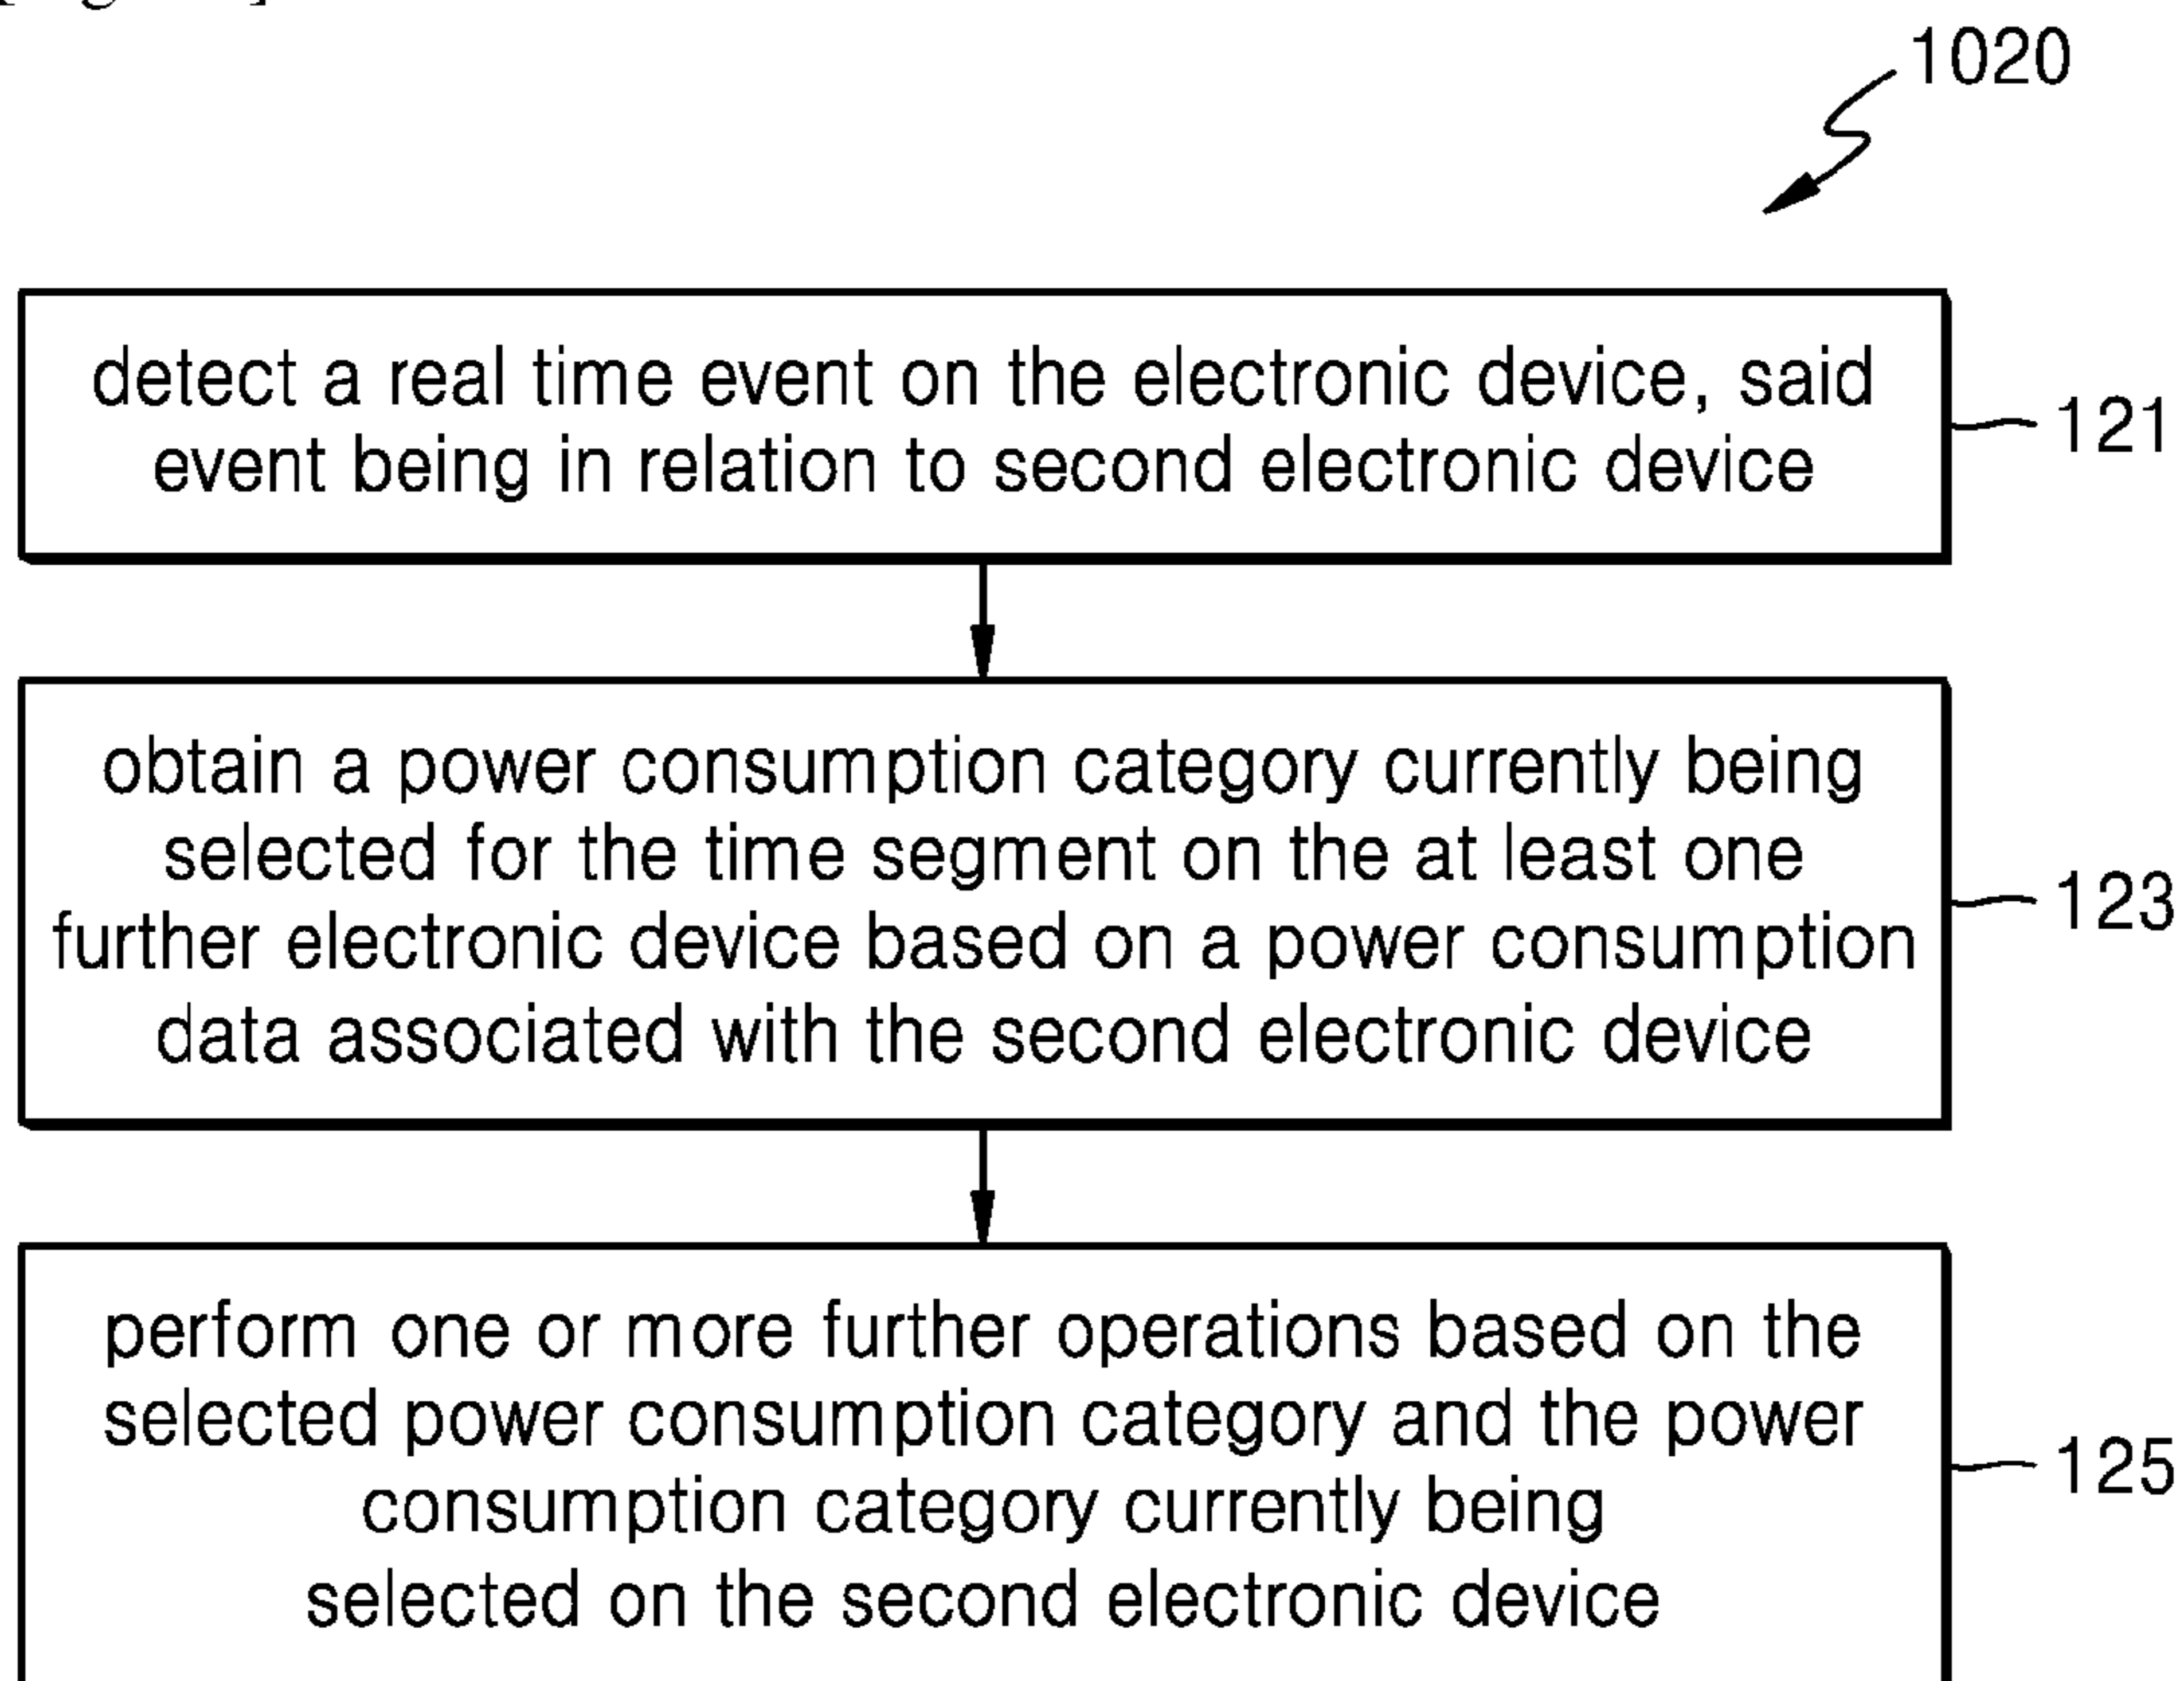 1020
detect a real time event on the electronic device, said
event being in relation to second electronic device
121
obtain a power consumption category currently being
selected for the time segment on the at least one
further electronic device based on a power consumption
data associated with the second electronic device
123
perform one or more further operations based on the
selected power consumption category and the power
consumption category currently being
selected on the second electronic device
125